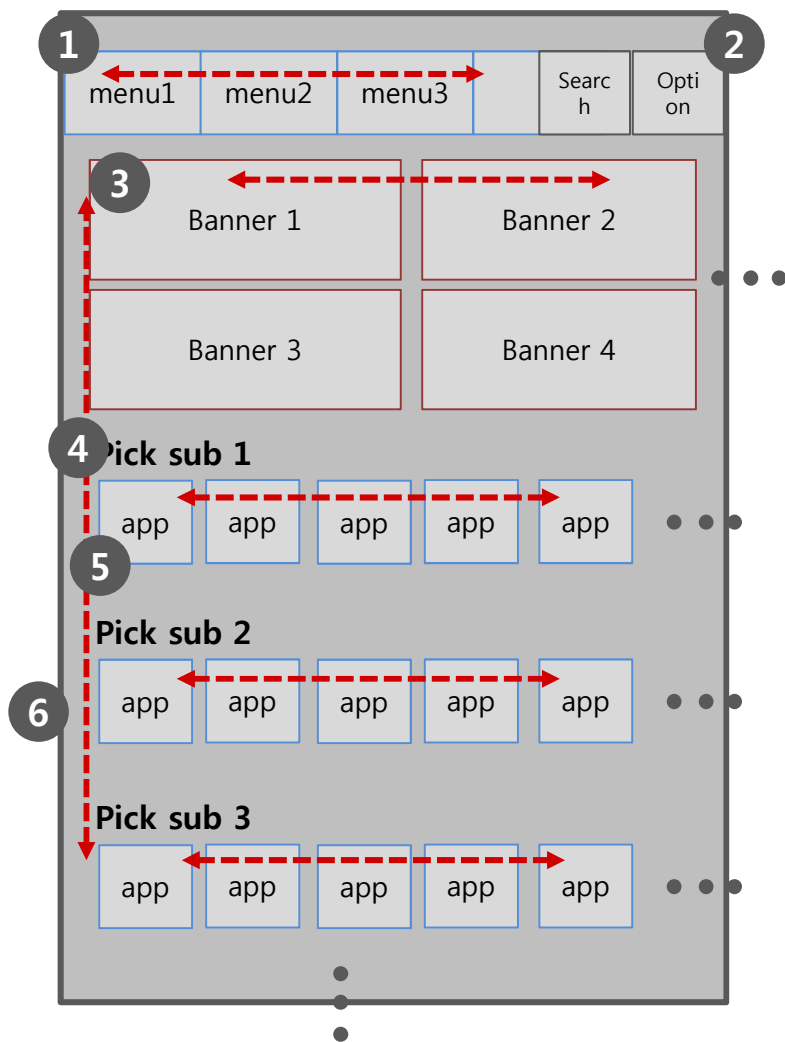 1
2
menu1 menu2 menu3
Searc
h
Opti
on
3
Banner 1 Banner 2
Banner 3 Banner 4
4
Pick sub 1
app app app app app
5
Pick sub 2
6
app app app app app
Pick sub 3
app app app app app